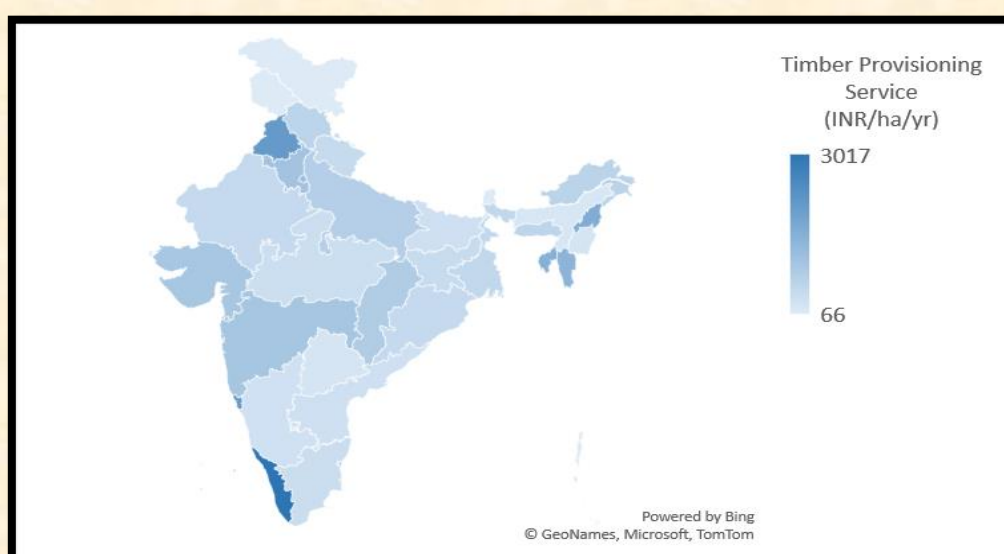 Timber Provisioning
Service
(INR/ha/yr)
3017
66
Powered by Bing
© GeoNames, Microsoft, TomTom